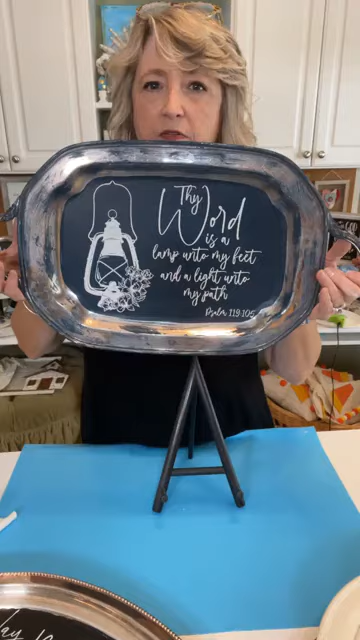 Thy
Word
is a
lamp unto my feet
and a light unto
my path
Psalm 119:105